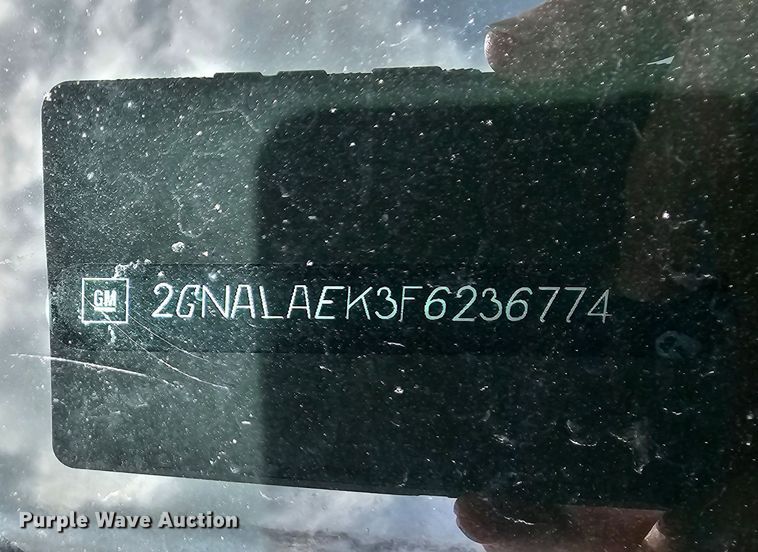 GM 2GNALAEK3F6236774
Purple Wave Auction